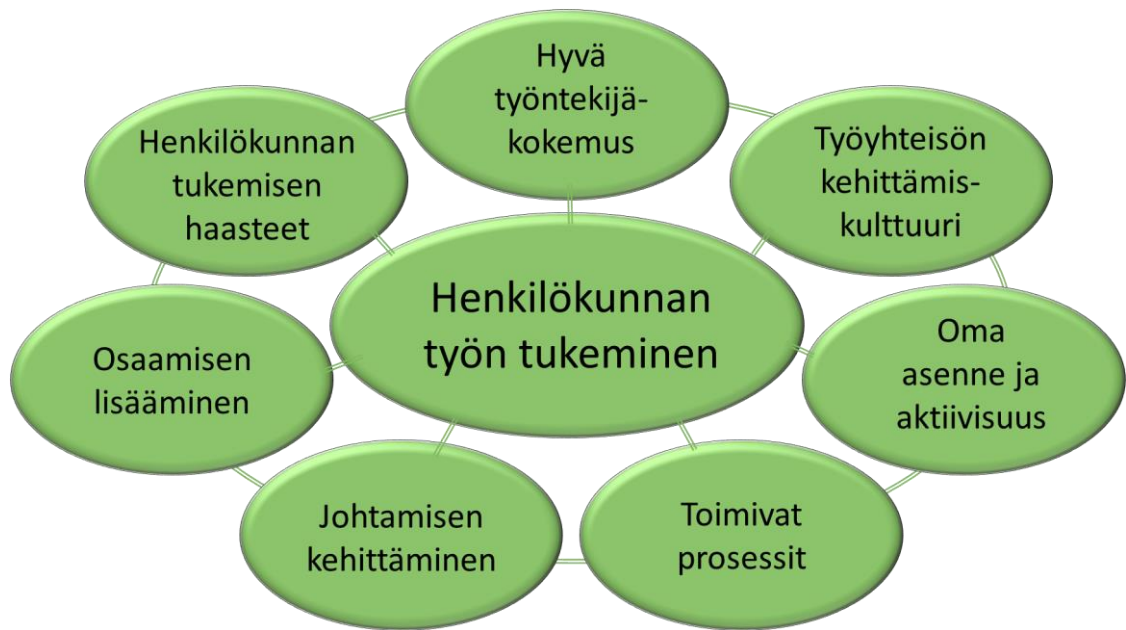 Hyvä
työntekijä-
kokemus
Työyhteisön
kehittämis-
kulttuuri
Oma
asenne ja
aktiivisuus
Toimivat
prosessit
Johtamisen
kehittäminen
Osaamisen
lisääminen
Henkilökunnan
tukemisen
haasteet
Henkilökunnan
työn tukeminen